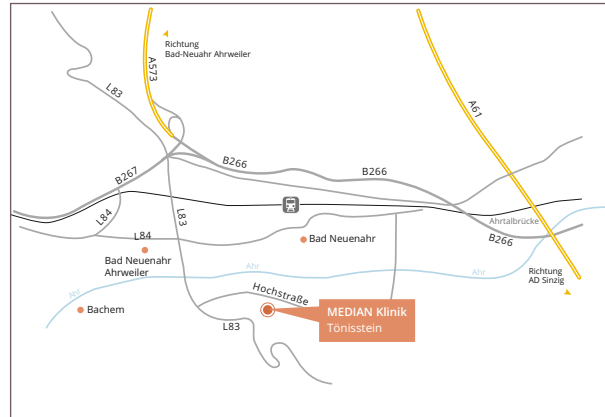 Richtung
Bad-Neuahr Ahrweiler
A573
L83
A61
B266
B266
B267
L84
L83
Ahrtalbrücke
L84
Bad Neuenahr
B266
Bad Neuenahr
Ahrweiler
Ahr
Ahr
Richtung
AD Sinzig
Ahr
Hochstraße
Bachem
MEDIAN Klinik
Tönisstein
L83